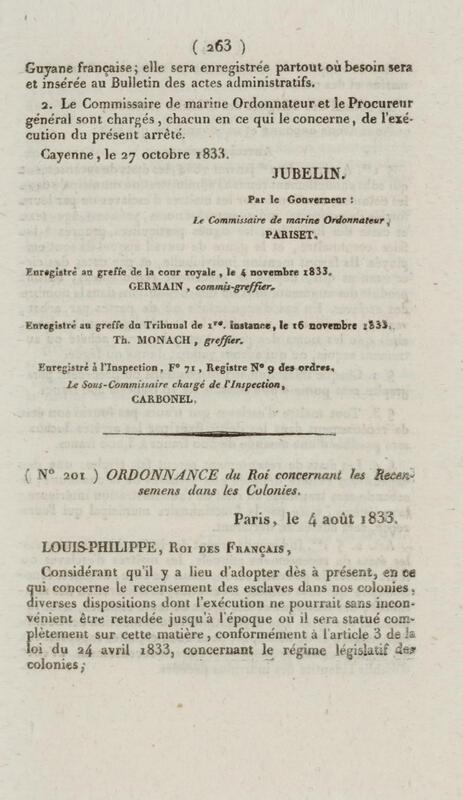 ( 263 )
Guyane française; elle sera enregistrée partout où besoin sera
et insérée au Bulletin des actes administratifs.
2. Le Commissaire de marine Ordonnateur et le Procureur
général sont chargés, chacun en ce qui le concerne, de l'exé-
cution du présent arrêté.
Cayenne, le 27 octobre 1833.
JUBELIN.
Par le Gouverneur :
Le Commissaire de marine Ordonnateur,
PARISET.
Enregistré au greffe de la cour royale, le 4 novembre 1833.
GERMAIN, commis-greffier.
Enregistré au greffe du Tribunal de 1re. instance, le 16 novembre 1833.
Th. MONACH, greffier.
Enregistré à l'Inspection, F° 71, Registre N° 9 des ordres.
Le Sous-Commissaire chargé de l'Inspection,
CARBONEL.
( N° 201 ) ORDONNANCE du Roi concernant les Recen-
semens dans les Colonies.
Paris, le 4 août 1833.
LOUIS-PHILIPPE, ROI DES FRANÇAIS,
Considérant qu'il y a lieu d'adopter dès à présent, en ce
qui concerne le recensement des esclaves dans nos colonies,
diverses dispositions dont l'exécution ne pourrait sans incon-
vénient être retardée jusqu'à l'époque où il sera statué com-
plètement sur cette matière, conformément à l'article 3 de la
loi du 24 avril 1833, concernant le régime législatif des
colonies;